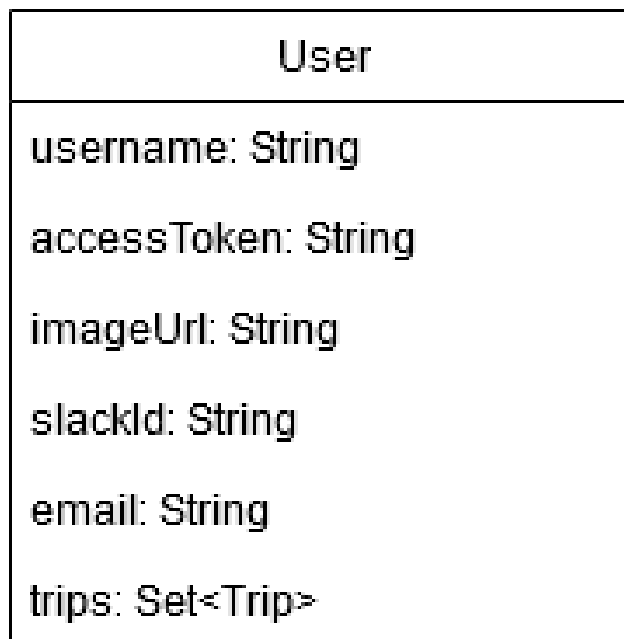 User
username: String
accessToken: String
imageUrl: String
slackId: String
email: String
trips: Set<Trip>